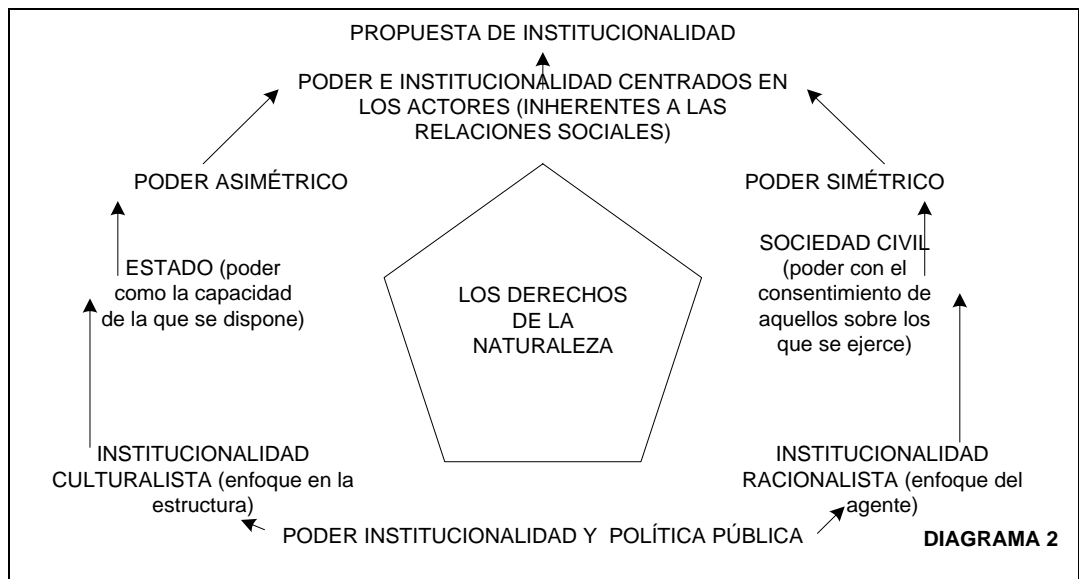 PROPUESTA DE INSTITUCIONALIDAD
PODER E INSTITUCIONALIDAD CENTRADOS EN
LOS ACTORES (INHERENTES A LAS
RELACIONES SOCIALES)
PODER ASIMÉTRICO
PODER SIMÉTRICO
ESTADO (poder
como la capacidad
de la que se dispone)
SOCIEDAD CIVIL
(poder con el
consentimiento de
aquellos sobre los
que se ejerce)
LOS DERECHOS
DE LA
NATURALEZA
INSTITUCIONALIDAD
CULTURALISTA (enfoque en la
estructura)
INSTITUCIONALIDAD
RACIONALISTA (enfoque del
agente)
PODER INSTITUCIONALIDAD Y POLÍTICA PÚBLICA
DIAGRAMA 2